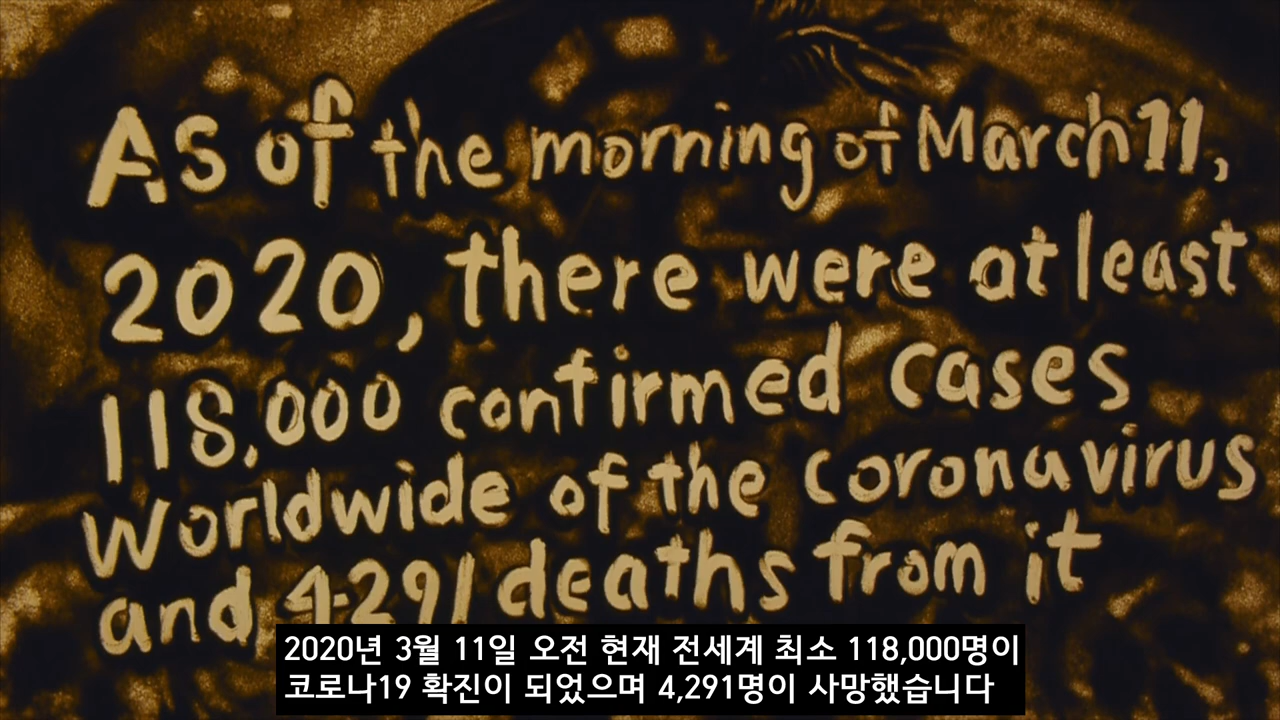 As of the morning of March 11,
2020, there were at least
118,000 confirmed cases
Worldwide of the coronavirus
and 4,291 deaths from it
2020년 3월 11일 오전 현재 전세계 최소 118,000명이
코로나19 확진이 되었으며 4,291명이 사망했습니다